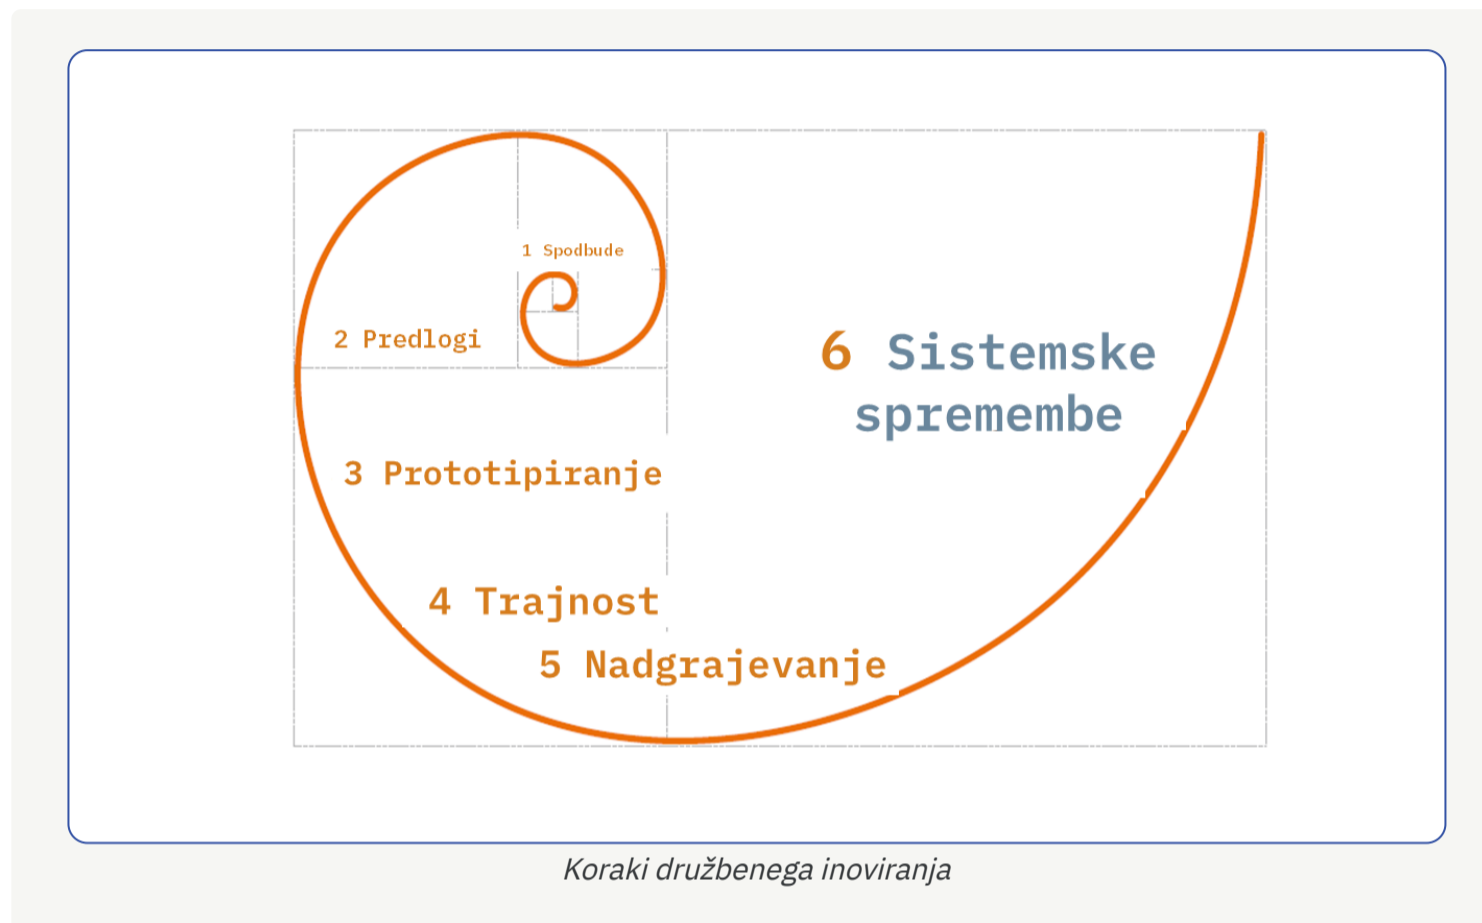 1 Spodbude
2 Predlogi
3 Prototipiranje
4 Trajnost
5 Nadgrajevanje
6 Sistemske
spremembe
Koraki družbenega inoviranja